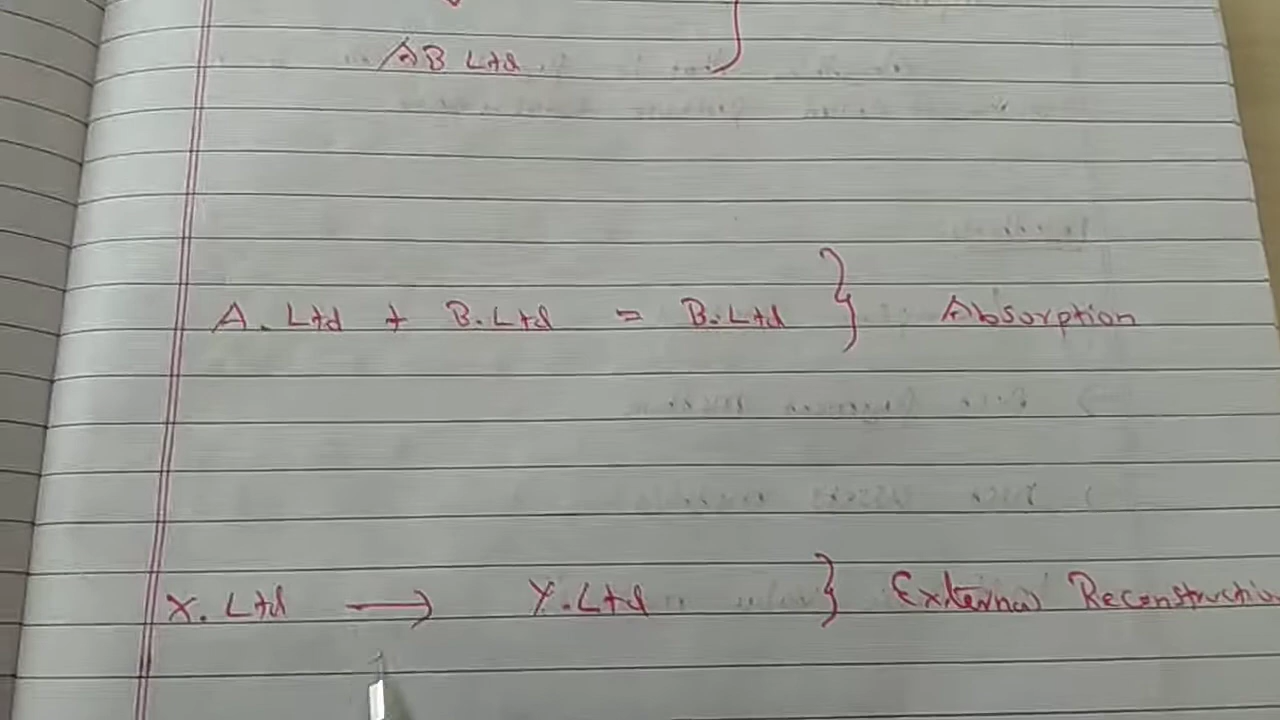 AB Ltd
A. Ltd + B. Ltd = B. Ltd } Absorption
X. Ltd → Y. Ltd } External Reconstructio